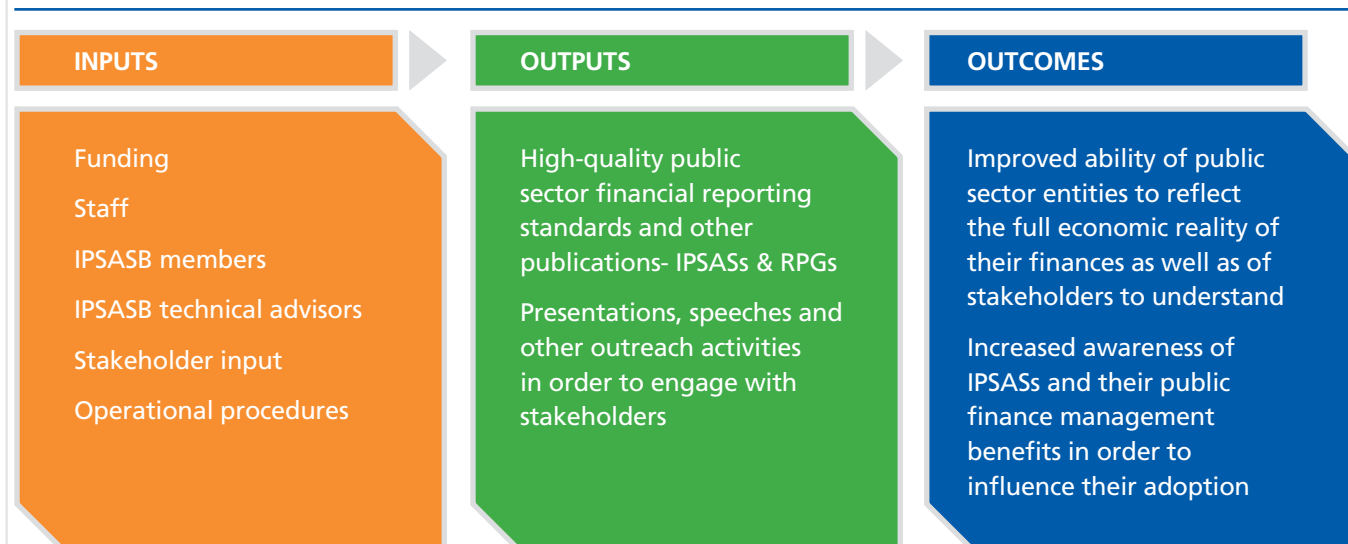 INPUTS
Funding
Staff
IPSASB members
IPSASB technical advisors
Stakeholder input
Operational procedures
OUTPUTS
High-quality public
sector financial reporting
standards and other
publications- IPSASs & RPGs
Presentations, speeches and
other outreach activities
in order to engage with
stakeholders
OUTCOMES
Improved ability of public
sector entities to reflect
the full economic reality of
their finances as well as of
stakeholders to understand
Increased awareness of
IPSASs and their public
finance management
benefits in order to
influence their adoption